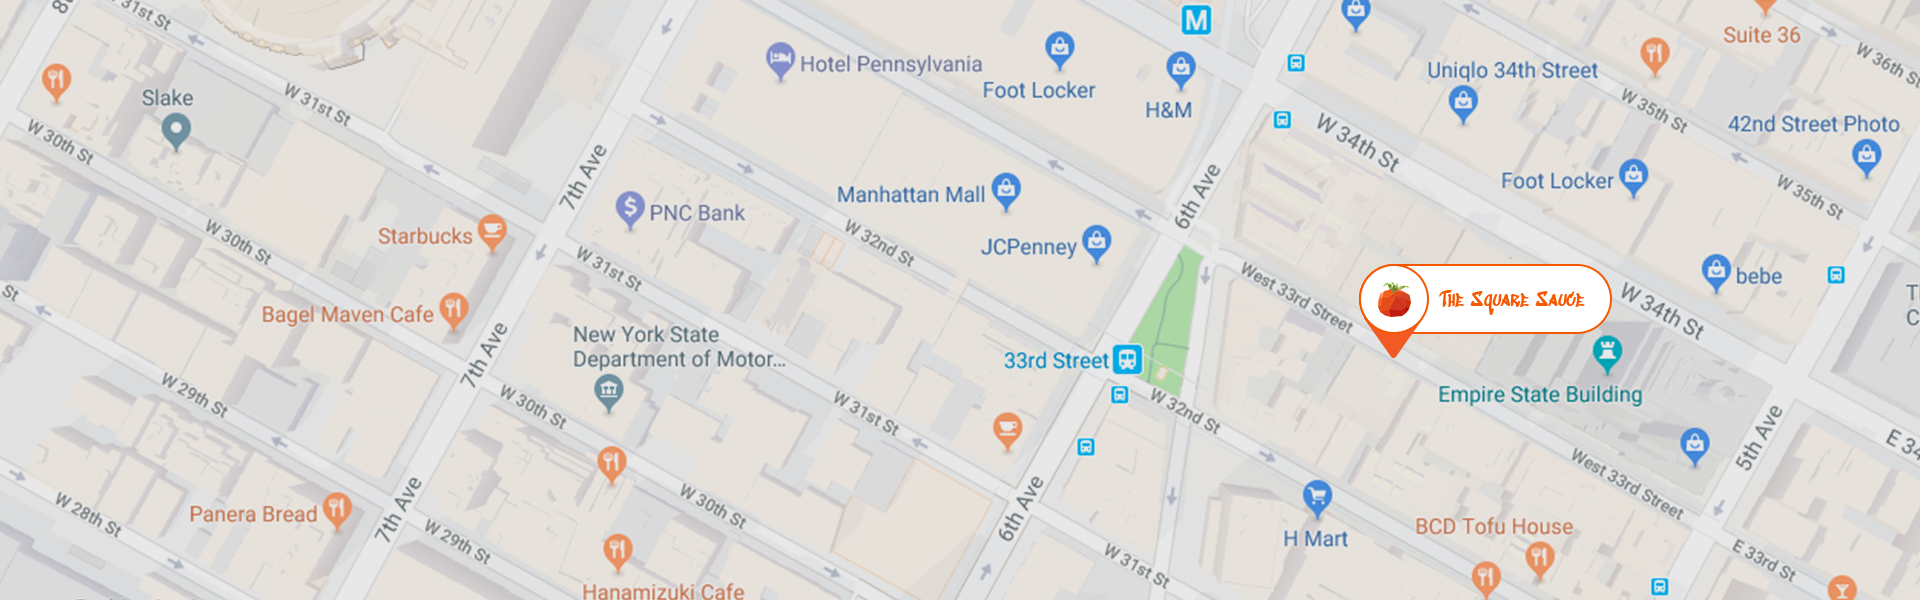 8
31st St
M
Suite 36
W 36th St
Hotel Pennsylvania
Foot Locker
H&M
Uniqlo 34th Street
Slake
W 31st St
W 35th St
42nd Street Photo
W 30th St
W 34th St
7th Ave
Manhattan Mall
6th Ave
Foot Locker
W 35th St
PNC Bank
Starbucks
W 30th St
W 32nd St
JCPenney
W 31st St
West 33rd Street
bebe
St
The Square Sauce
W 34th St
Bagel Maven Cafe
New York State
Department of Motor...
7th Ave
33rd Street
Empire State Building
W 29th St
W 30th St
W 31st St
W 32nd St
5th Ave
E 34
West 33rd Street
Panera Bread
W 28th St
7th Ave
W 29th St
W 30th St
6th Ave
H Mart
BCD Tofu House
W 31st St
E 33rd St
Hanamizuki Cafe